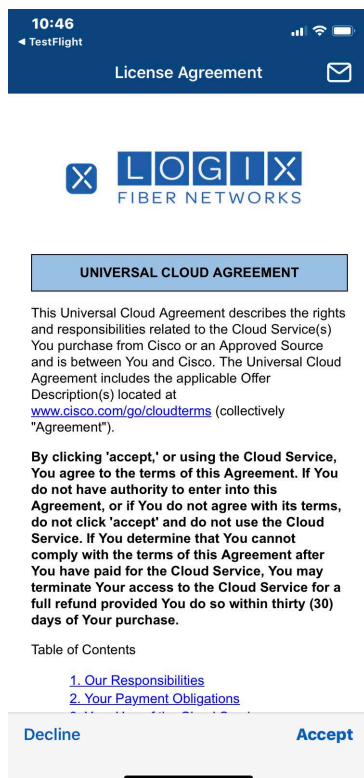 10:46
◀ TestFlight
License Agreement
LOGIX
FIBER NETWORKS
UNIVERSAL CLOUD AGREEMENT
This Universal Cloud Agreement describes the rights
and responsibilities related to the Cloud Service(s)
You purchase from Cisco or an Approved Source
and is between You and Cisco. The Universal Cloud
Agreement includes the applicable Offer
Description(s) located at
www.cisco.com/go/cloudterms (collectively
"Agreement").
By clicking 'accept,' or using the Cloud Service,
You agree to the terms of this Agreement. If You
do not have authority to enter into this
Agreement, or if You do not agree with its terms,
do not click 'accept' and do not use the Cloud
Service. If You determine that You cannot
comply with the terms of this Agreement after
You have paid for the Cloud Service, You may
terminate Your access to the Cloud Service for a
full refund provided You do so within thirty (30)
days of Your purchase.
Table of Contents
1. Our Responsibilities
2. Your Payment Obligations
Decline
Accept